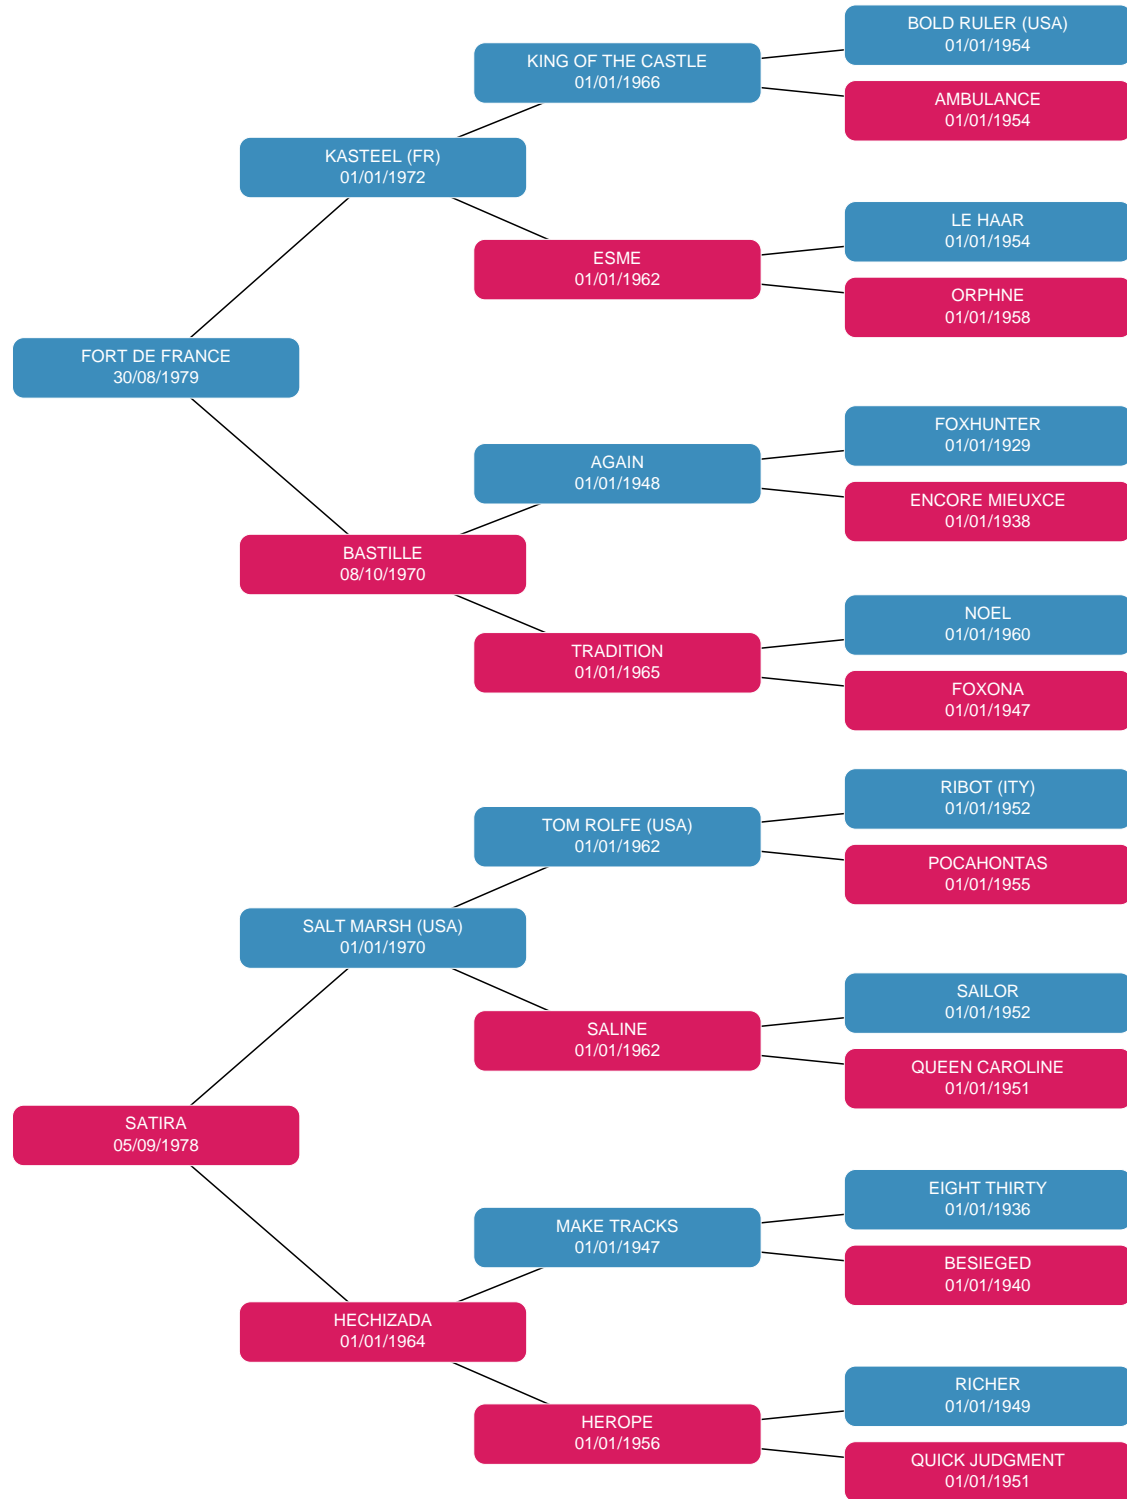 BOLD RULER (USA)
01/01/1954
KING OF THE CASTLE
01/01/1966
AMBULANCE
01/01/1954
KASTEEL (FR)
01/01/1972
LE HAAR
01/01/1954
ESME
01/01/1962
ORPHNE
01/01/1958
FORT DE FRANCE
30/08/1979
FOXHUNTER
01/01/1929
AGAIN
01/01/1948
ENCORE MIEUXCE
01/01/1938
BASTILLE
08/10/1970
NOEL
01/01/1960
TRADITION
01/01/1965
FOXONA
01/01/1947
RIBOT (ITY)
01/01/1952
TOM ROLFE (USA)
01/01/1962
POCAHONTAS
01/01/1955
SALT MARSH (USA)
01/01/1970
SAILOR
01/01/1952
SALINE
01/01/1962
QUEEN CAROLINE
01/01/1951
SATIRA
05/09/1978
EIGHT THIRTY
01/01/1936
MAKE TRACKS
01/01/1947
BESIEGED
01/01/1940
HECHIZADA
01/01/1964
RICHER
01/01/1949
HEROPE
01/01/1956
QUICK JUDGMENT
01/01/1951